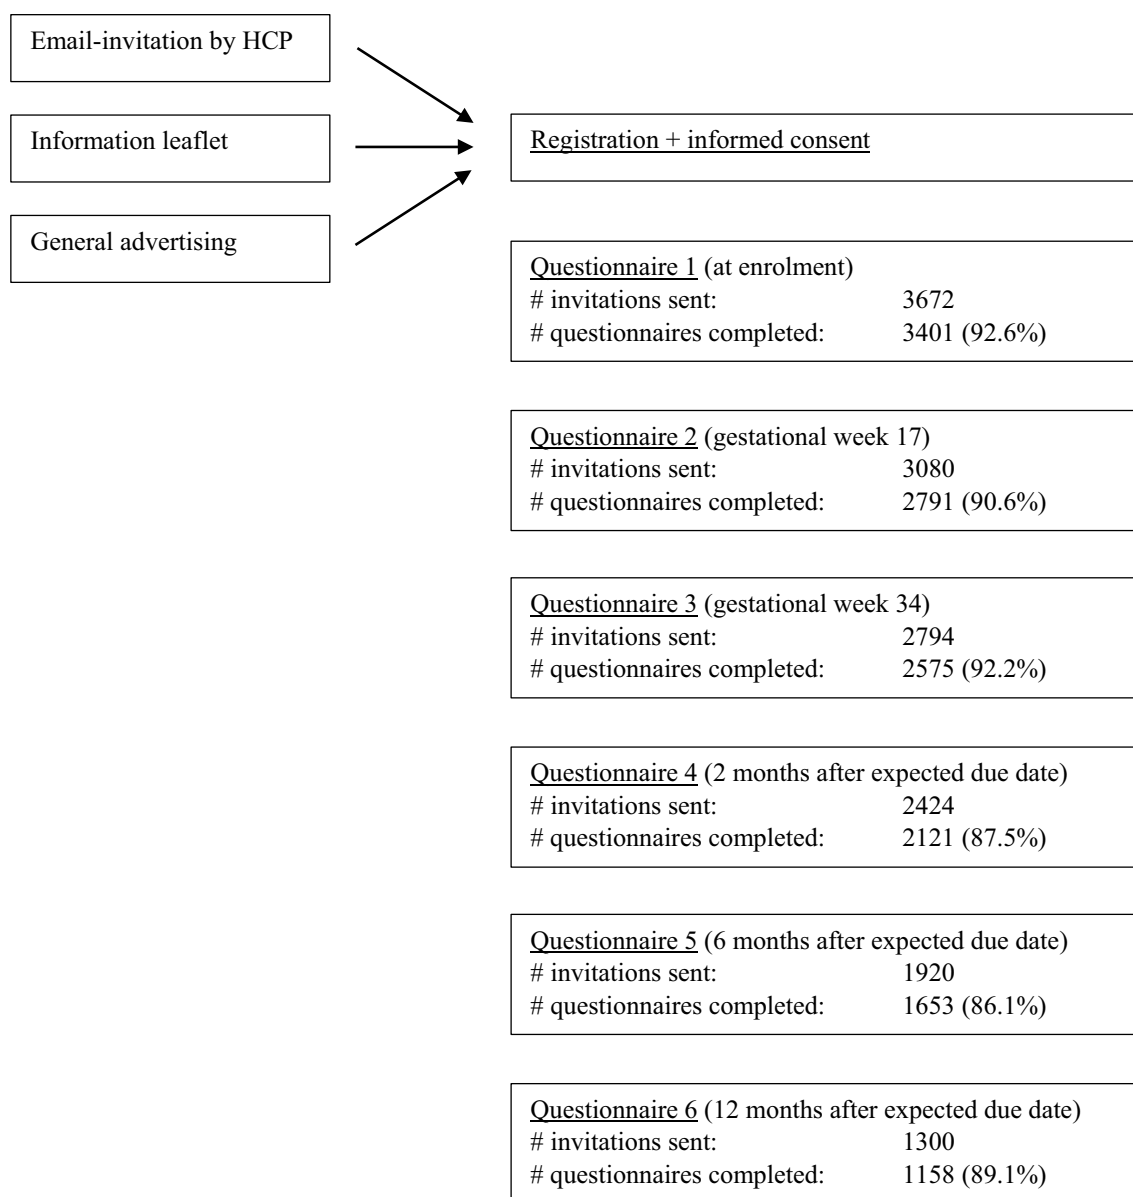 Email-invitation by HCP
Information leaflet
General advertising
Registration + informed consent
Questionnaire 1 (at enrolment)
# invitations sent: 3672
# questionnaires completed: 3401 (92.6%)
Questionnaire 2 (gestational week 17)
# invitations sent: 3080
# questionnaires completed: 2791 (90.6%)
Questionnaire 3 (gestational week 34)
# invitations sent: 2794
# questionnaires completed: 2575 (92.2%)
Questionnaire 4 (2 months after expected due date)
# invitations sent: 2424
# questionnaires completed: 2121 (87.5%)
Questionnaire 5 (6 months after expected due date)
# invitations sent: 1920
# questionnaires completed: 1653 (86.1%)
Questionnaire 6 (12 months after expected due date)
# invitations sent: 1300
# questionnaires completed: 1158 (89.1%)